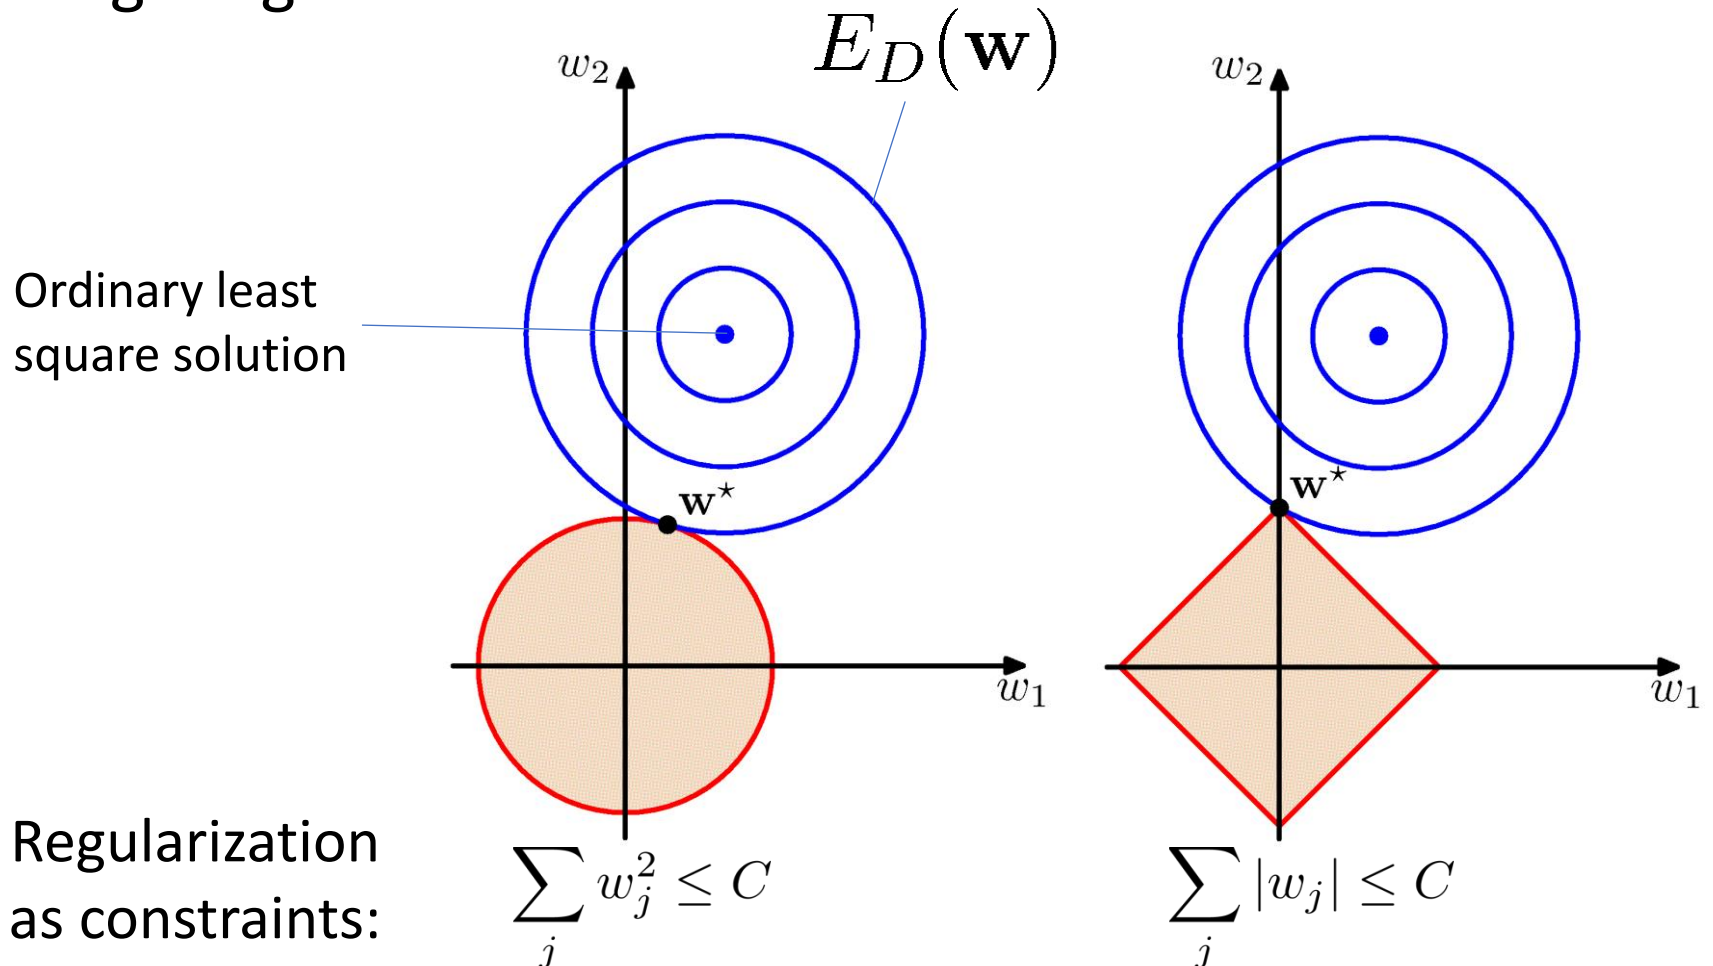 E_D(w)
w_2
w_2
Ordinary least
square solution
w*
w*
w_1
w_1
Regularization
as constraints:
∑_j w_j^2 ≤ C
∑_j |w_j| ≤ C